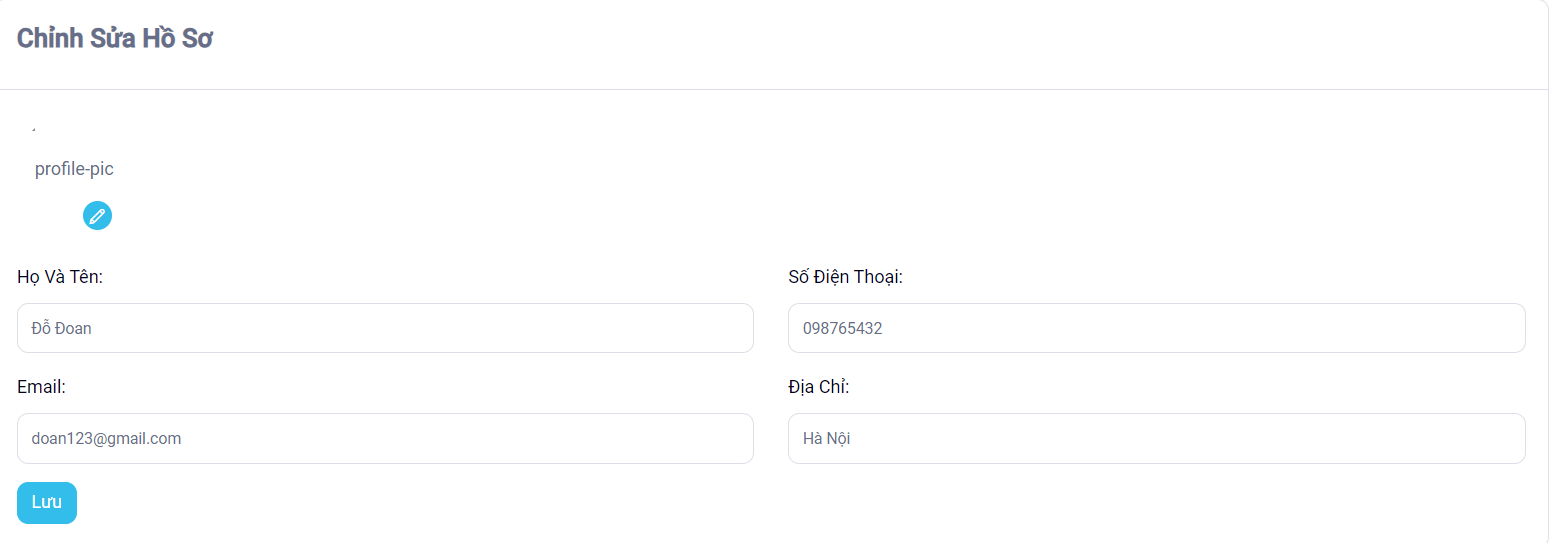 Chỉnh Sửa Hồ Sơ
profile-pic
Họ Và Tên:
Số Điện Thoại:
Đỗ Đoan
098765432
Email:
Địa Chỉ:
doan123@gmail.com
Hà Nội
Lưu